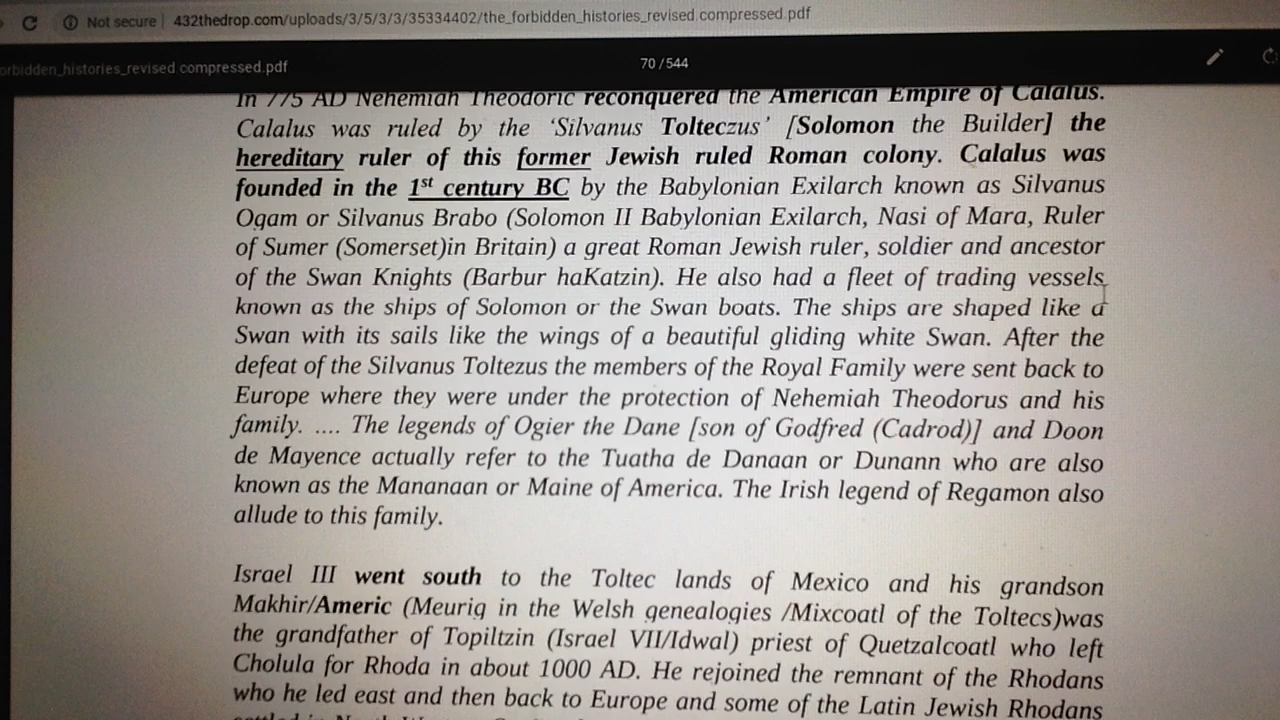 Not secure | 432thedrop.com/uploads/3/5/3/3/35334402/the_forbidden_histories_revised.compressed.pdf
orbidden_histories_revised.compressed.pdf
70 / 544
In 775 AD Nehemiah Theodoric reconquered the American Empire of Calalus.
Calalus was ruled by the ‘Silvanus Tolteczus’ [Solomon the Builder] the
hereditary ruler of this former Jewish ruled Roman colony. Calalus was
founded in the 1st century BC by the Babylonian Exilarch known as Silvanus
Ogam or Silvanus Brabo (Solomon II Babylonian Exilarch, Nasi of Mara, Ruler
of Sumer (Somerset)in Britain) a great Roman Jewish ruler, soldier and ancestor
of the Swan Knights (Barbur haKatzin). He also had a fleet of trading vessels
known as the ships of Solomon or the Swan boats. The ships are shaped like a
Swan with its sails like the wings of a beautiful gliding white Swan. After the
defeat of the Silvanus Toltezus the members of the Royal Family were sent back to
Europe where they were under the protection of Nehemiah Theodorus and his
family. .... The legends of Ogier the Dane [son of Godfred (Cadrod)] and Doon
de Mayence actually refer to the Tuatha de Danaan or Dunann who are also
known as the Mananaan or Maine of America. The Irish legend of Regamon also
allude to this family.
Israel III went south to the Toltec lands of Mexico and his grandson
Makhir/Americ (Meurig in the Welsh genealogies /Mixcoatl of the Toltecs)was
the grandfather of Topiltzin (Israel VII/Idwal) priest of Quetzalcoatl who left
Cholula for Rhoda in about 1000 AD. He rejoined the remnant of the Rhodans
who he led east and then back to Europe and some of the Latin Jewish Rhodans